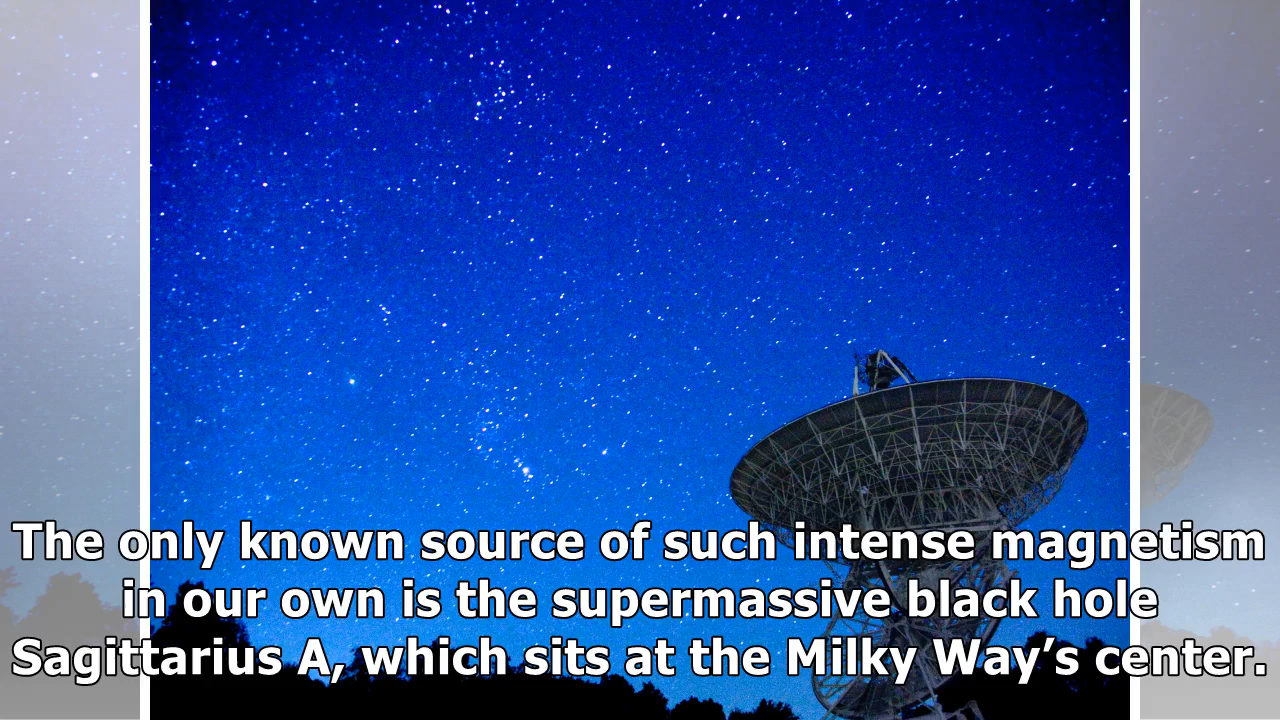 The only known source of such intense magnetism
in our own is the supermassive black hole
Sagittarius A, which sits at the Milky Way’s center.